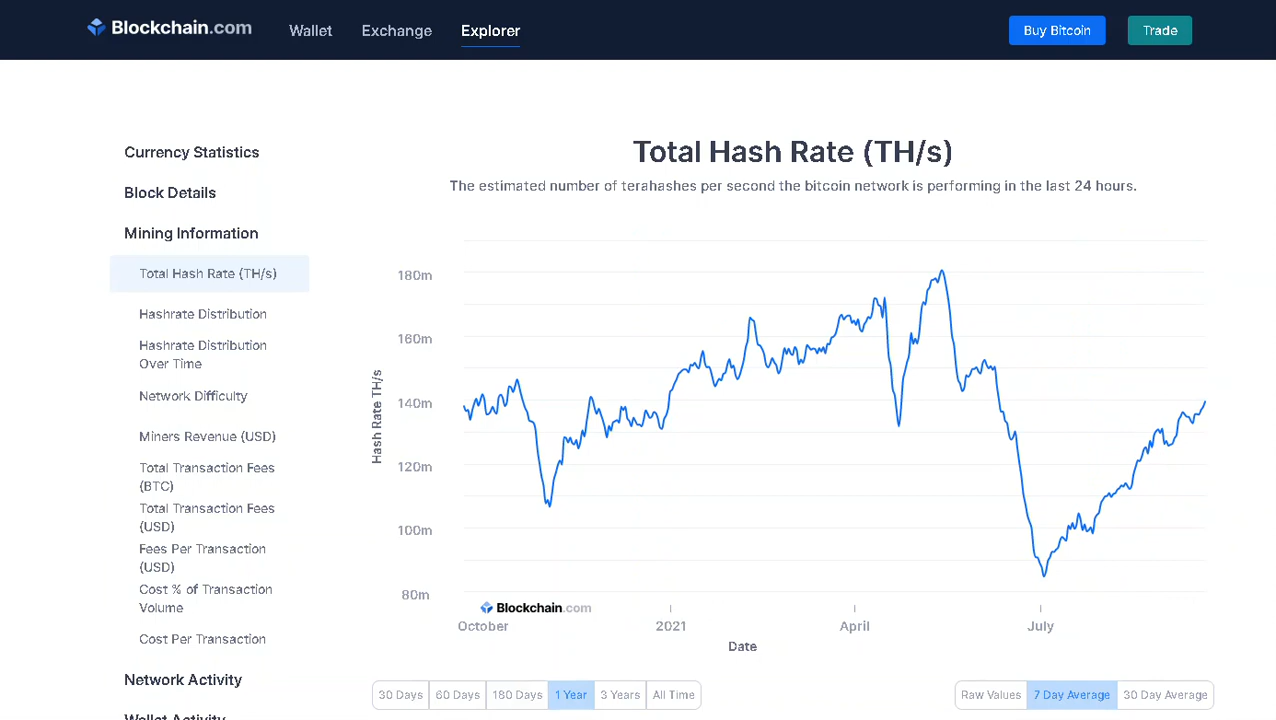 Blockchain.com Wallet Exchange Explorer Buy Bitcoin Trade
Currency Statistics
Block Details
Mining Information
Total Hash Rate (TH/s)
Hashrate Distribution
Hashrate Distribution
Over Time
Network Difficulty
Miners Revenue (USD)
Total Transaction Fees
(BTC)
Total Transaction Fees
(USD)
Fees Per Transaction
(USD)
Cost % of Transaction
Volume
Cost Per Transaction
Network Activity
Wallet Activity
Total Hash Rate (TH/s)
The estimated number of terahashes per second the bitcoin network is performing in the last 24 hours.
Hash Rate TH/s
180m
160m
140m
120m
100m
80m
Blockchain.com
October 2021 April July
Date
30 Days 60 Days 180 Days 1 Year 3 Years All Time
Raw Values 7 Day Average 30 Day Average